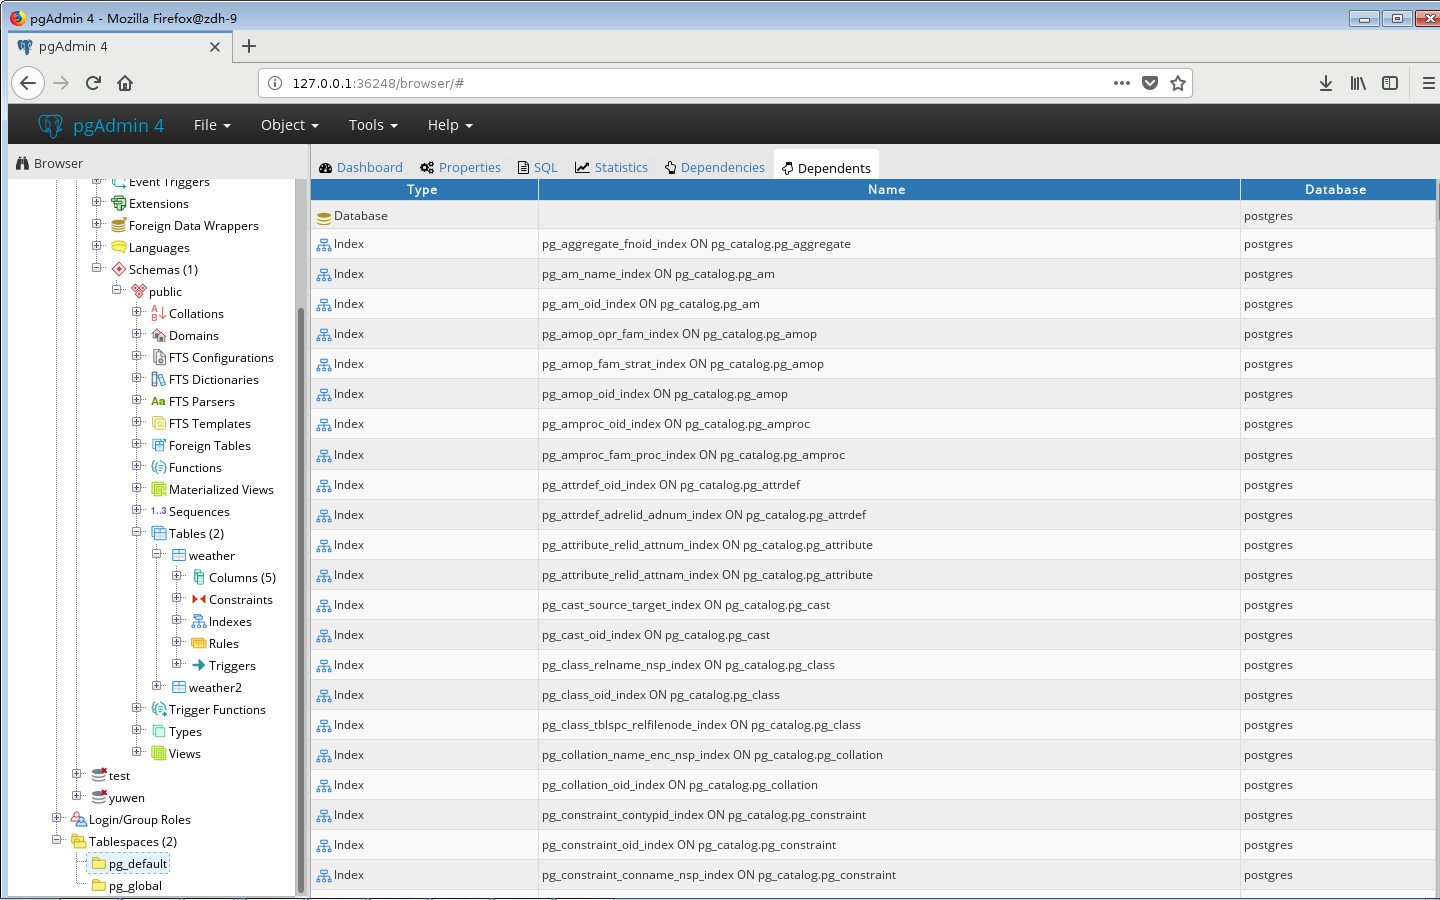 pgAdmin 4 - Mozilla Firefox@zdh-9
pgAdmin 4
127.0.0.1:36248/browser/#
pgAdmin 4 File Object Tools Help
Browser
Dashboard Properties SQL Statistics Dependencies Dependents
Event Triggers
Extensions
Foreign Data Wrappers
Languages
Schemas (1)
public
Collations
Domains
FTS Configurations
FTS Dictionaries
Aa FTS Parsers
FTS Templates
Foreign Tables
Functions
Materialized Views
1..3 Sequences
Tables (2)
weather
Columns (5)
Constraints
Indexes
Rules
Triggers
weather2
Trigger Functions
Types
Views
test
yuwen
Login/Group Roles
Tablespaces (2)
pg_default
pg_global
Type Name Database
Database postgres
Index pg_aggregate_fnoid_index ON pg_catalog.pg_aggregate postgres
Index pg_am_name_index ON pg_catalog.pg_am postgres
Index pg_am_oid_index ON pg_catalog.pg_am postgres
Index pg_amop_opr_fam_index ON pg_catalog.pg_amop postgres
Index pg_amop_fam_strat_index ON pg_catalog.pg_amop postgres
Index pg_amop_oid_index ON pg_catalog.pg_amop postgres
Index pg_amproc_oid_index ON pg_catalog.pg_amproc postgres
Index pg_amproc_fam_proc_index ON pg_catalog.pg_amproc postgres
Index pg_attrdef_oid_index ON pg_catalog.pg_attrdef postgres
Index pg_attrdef_adrelid_adnum_index ON pg_catalog.pg_attrdef postgres
Index pg_attribute_relid_attnum_index ON pg_catalog.pg_attribute postgres
Index pg_attribute_relid_attnam_index ON pg_catalog.pg_attribute postgres
Index pg_cast_source_target_index ON pg_catalog.pg_cast postgres
Index pg_cast_oid_index ON pg_catalog.pg_cast postgres
Index pg_class_relname_nsp_index ON pg_catalog.pg_class postgres
Index pg_class_oid_index ON pg_catalog.pg_class postgres
Index pg_class_tblspc_relfilenode_index ON pg_catalog.pg_class postgres
Index pg_collation_name_enc_nsp_index ON pg_catalog.pg_collation postgres
Index pg_collation_oid_index ON pg_catalog.pg_collation postgres
Index pg_constraint_contypid_index ON pg_catalog.pg_constraint postgres
Index pg_constraint_oid_index ON pg_catalog.pg_constraint postgres
Index pg_constraint_conname_nsp_index ON pg_catalog.pg_constraint postgres